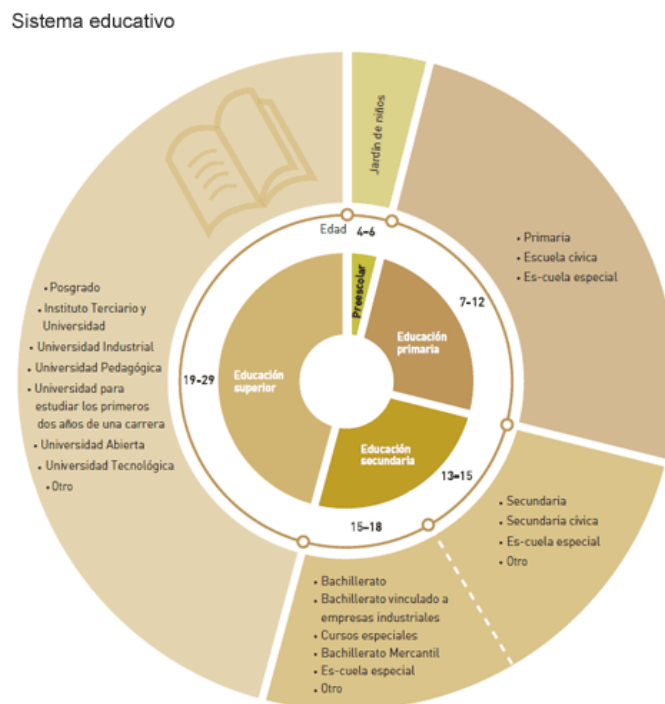 Sistema educativo
Jardín de niños
Edad
4-6
• Primaria
• Escuela cívica
• Es-cuela especial
7-12
Preescolar
Educación
primaria
• Posgrado
• Instituto Terciario y
Universidad
• Universidad Industrial
• Universidad Pedagógica
• Universidad para
estudiar los primeros
dos años de una carrera
• Universidad Abierta
• Universidad Tecnológica
• Otro
19-29
Educación
superior
Educación
secundaria
13-15
• Secundaria
• Secundaria cívica
• Es-cuela especial
• Otro
15-18
• Bachillerato
• Bachillerato vinculado a
empresas industriales
• Cursos especiales
• Bachillerato Mercantil
• Es-cuela especial
• Otro